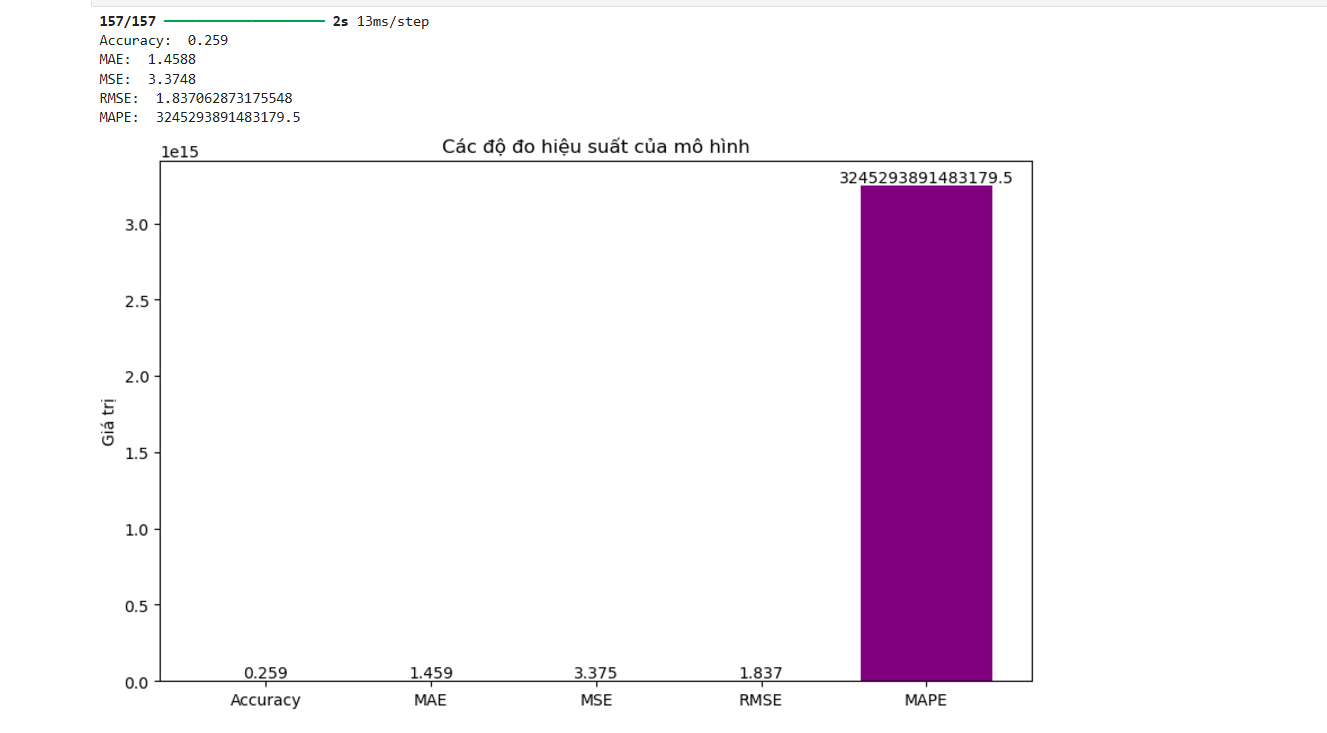 157/157 ━━━━━━━━━━━━━━━━━━━━ 2s 13ms/step
Accuracy:  0.259
MAE:  1.4588
MSE:  3.3748
RMSE:  1.837062873175548
MAPE:  3245293891483179.5
Các độ đo hiệu suất của mô hình
1e15
3245293891483179.5
3.0
2.5
2.0
1.5
1.0
0.5
0.0
Giá trị
0.259 1.459 3.375 1.837
Accuracy MAE MSE RMSE MAPE